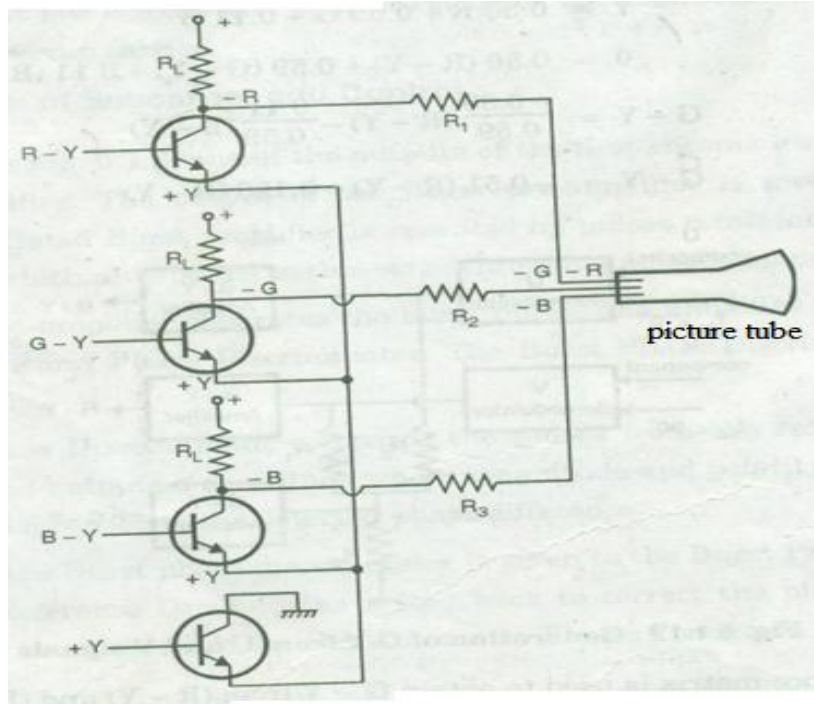 +
R_L
-R
R_1
R-Y
+Y
+
R_L
-G
-G -R
R_2
-B
picture tube
G-Y
+Y
+
R_L
-B
R_3
B-Y
+Y
+Y